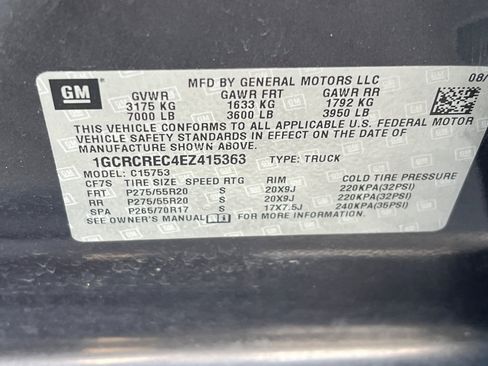 GM
MFD BY GENERAL MOTORS LLC
08/
GVWR GAWR FRT GAWR RR
3175 KG 1633 KG 1792 KG
7000 LB 3600 LB 3950 LB
THIS VEHICLE CONFORMS TO ALL APPLICABLE U.S. FEDERAL MOTOR
VEHICLE SAFETY STANDARDS IN EFFECT ON THE DATE OF
MANUFACTURE SHOWN ABOVE.
1GCRCREC4EZ415363 TYPE: TRUCK
MODEL: C15753
CF7S TIRE SIZE SPEED RTG RIM COLD TIRE PRESSURE
FRT P275/55R20 S 20X9J 220KPA(32PSI)
RR P275/55R20 S 20X9J 220KPA(32PSI)
SPA P265/70R17 S 17X7.5J 240KPA(35PSI)
SEE OWNER'S MANUAL FOR MORE INFORMATION.